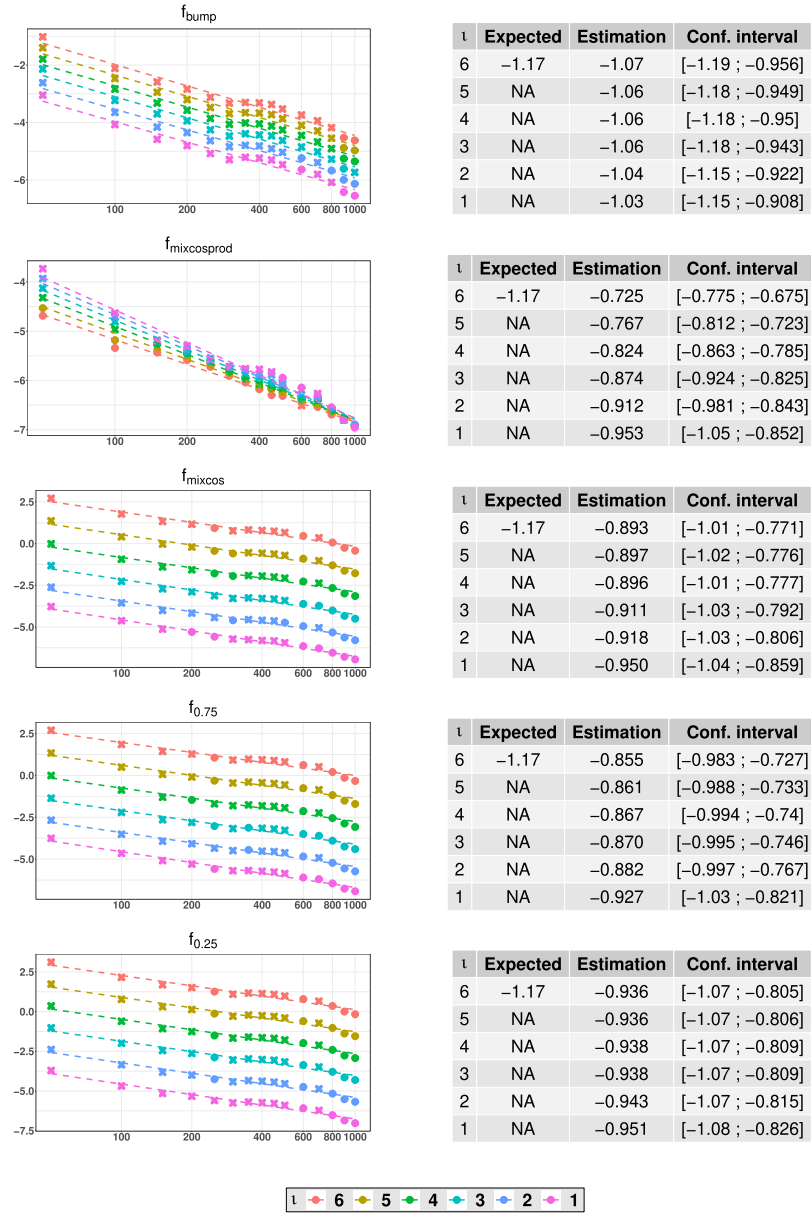 f_bump
−2
−4
−6
100 200 400 600 800 1000
ι Expected Estimation Conf. interval
6 −1.17 −1.07 [−1.19 ; −0.956]
5 NA −1.06 [−1.18 ; −0.949]
4 NA −1.06 [−1.18 ; −0.95]
3 NA −1.06 [−1.18 ; −0.943]
2 NA −1.04 [−1.15 ; −0.922]
1 NA −1.03 [−1.15 ; −0.908]
f_mixcosprod
−4
−5
−6
−7
100 200 400 600 800 1000
ι Expected Estimation Conf. interval
6 −1.17 −0.725 [−0.775 ; −0.675]
5 NA −0.767 [−0.812 ; −0.723]
4 NA −0.824 [−0.863 ; −0.785]
3 NA −0.874 [−0.924 ; −0.825]
2 NA −0.912 [−0.981 ; −0.843]
1 NA −0.953 [−1.05 ; −0.852]
f_mixcos
2.5
0.0
−2.5
−5.0
100 200 400 600 800 1000
ι Expected Estimation Conf. interval
6 −1.17 −0.893 [−1.01 ; −0.771]
5 NA −0.897 [−1.02 ; −0.776]
4 NA −0.896 [−1.01 ; −0.777]
3 NA −0.911 [−1.03 ; −0.792]
2 NA −0.918 [−1.03 ; −0.806]
1 NA −0.950 [−1.04 ; −0.859]
f_0.75
2.5
0.0
−2.5
−5.0
100 200 400 600 800 1000
ι Expected Estimation Conf. interval
6 −1.17 −0.855 [−0.983 ; −0.727]
5 NA −0.861 [−0.988 ; −0.733]
4 NA −0.867 [−0.994 ; −0.74]
3 NA −0.870 [−0.995 ; −0.746]
2 NA −0.882 [−0.997 ; −0.767]
1 NA −0.927 [−1.03 ; −0.821]
f_0.25
2.5
0.0
−2.5
−5.0
−7.5
100 200 400 600 800 1000
ι Expected Estimation Conf. interval
6 −1.17 −0.936 [−1.07 ; −0.805]
5 NA −0.936 [−1.07 ; −0.806]
4 NA −0.938 [−1.07 ; −0.809]
3 NA −0.938 [−1.07 ; −0.809]
2 NA −0.943 [−1.07 ; −0.815]
1 NA −0.951 [−1.08 ; −0.826]
ι 6 5 4 3 2 1